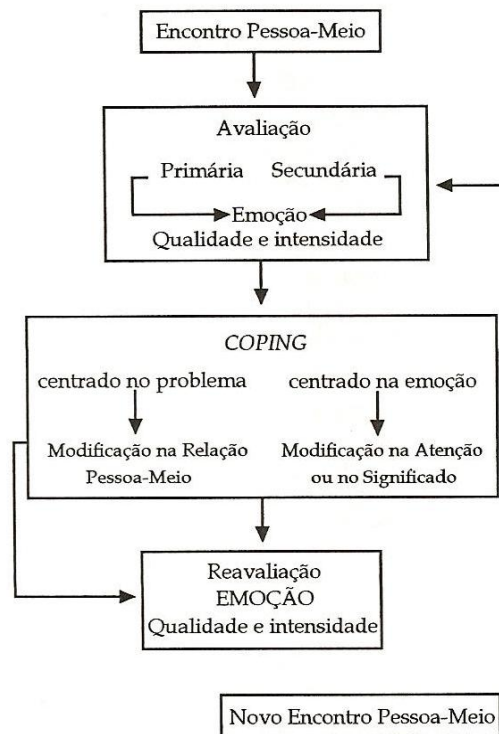 Encontro Pessoa-Meio
Avaliação
Primária Secundária
Emoção
Qualidade e intensidade
COPING
centrado no problema centrado na emoção
Modificação na Relação Modificação na Atenção
Pessoa-Meio ou no Significado
Reavaliação
EMOÇÃO
Qualidade e intensidade
Novo Encontro Pessoa-Meio